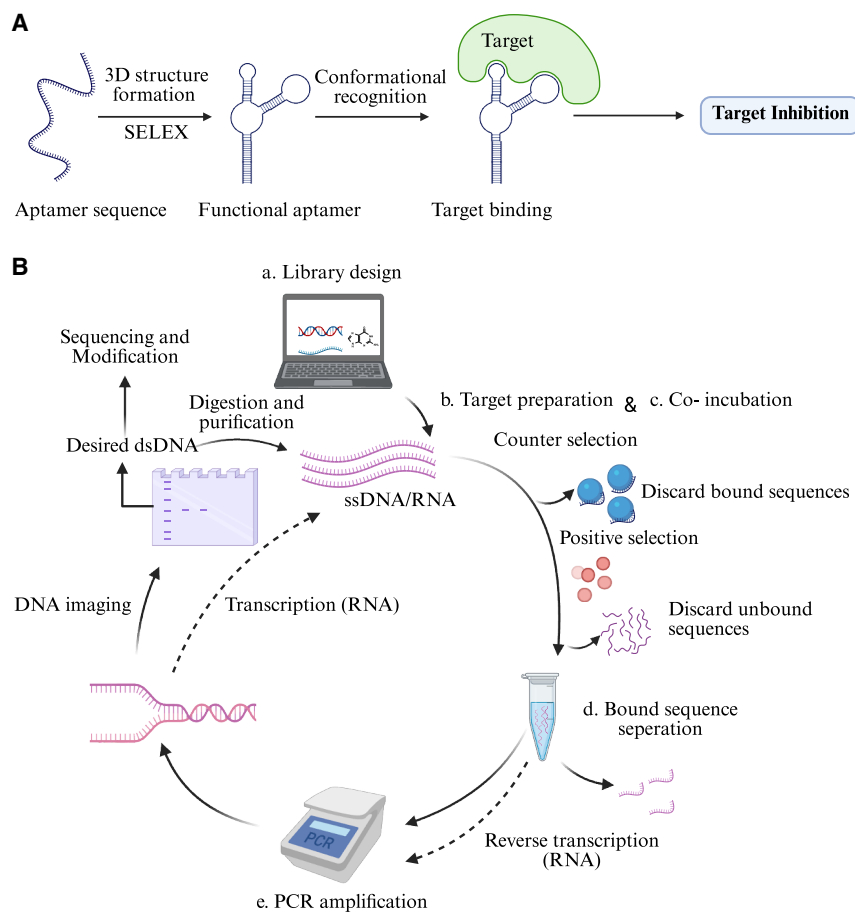 A
3D structure
formation
SELEX
Conformational
recognition
Target
Target Inhibition
Aptamer sequence
Functional aptamer
Target binding
B
a. Library design
Sequencing and
Modification
Digestion and
purification
b. Target preparation & c. Co- incubation
Counter selection
Desired dsDNA
ssDNA/RNA
Discard bound sequences
Positive selection
DNA imaging
Transcription (RNA)
Discard unbound
sequences
d. Bound sequence
seperation
PCR
Reverse transcription
(RNA)
e. PCR amplification